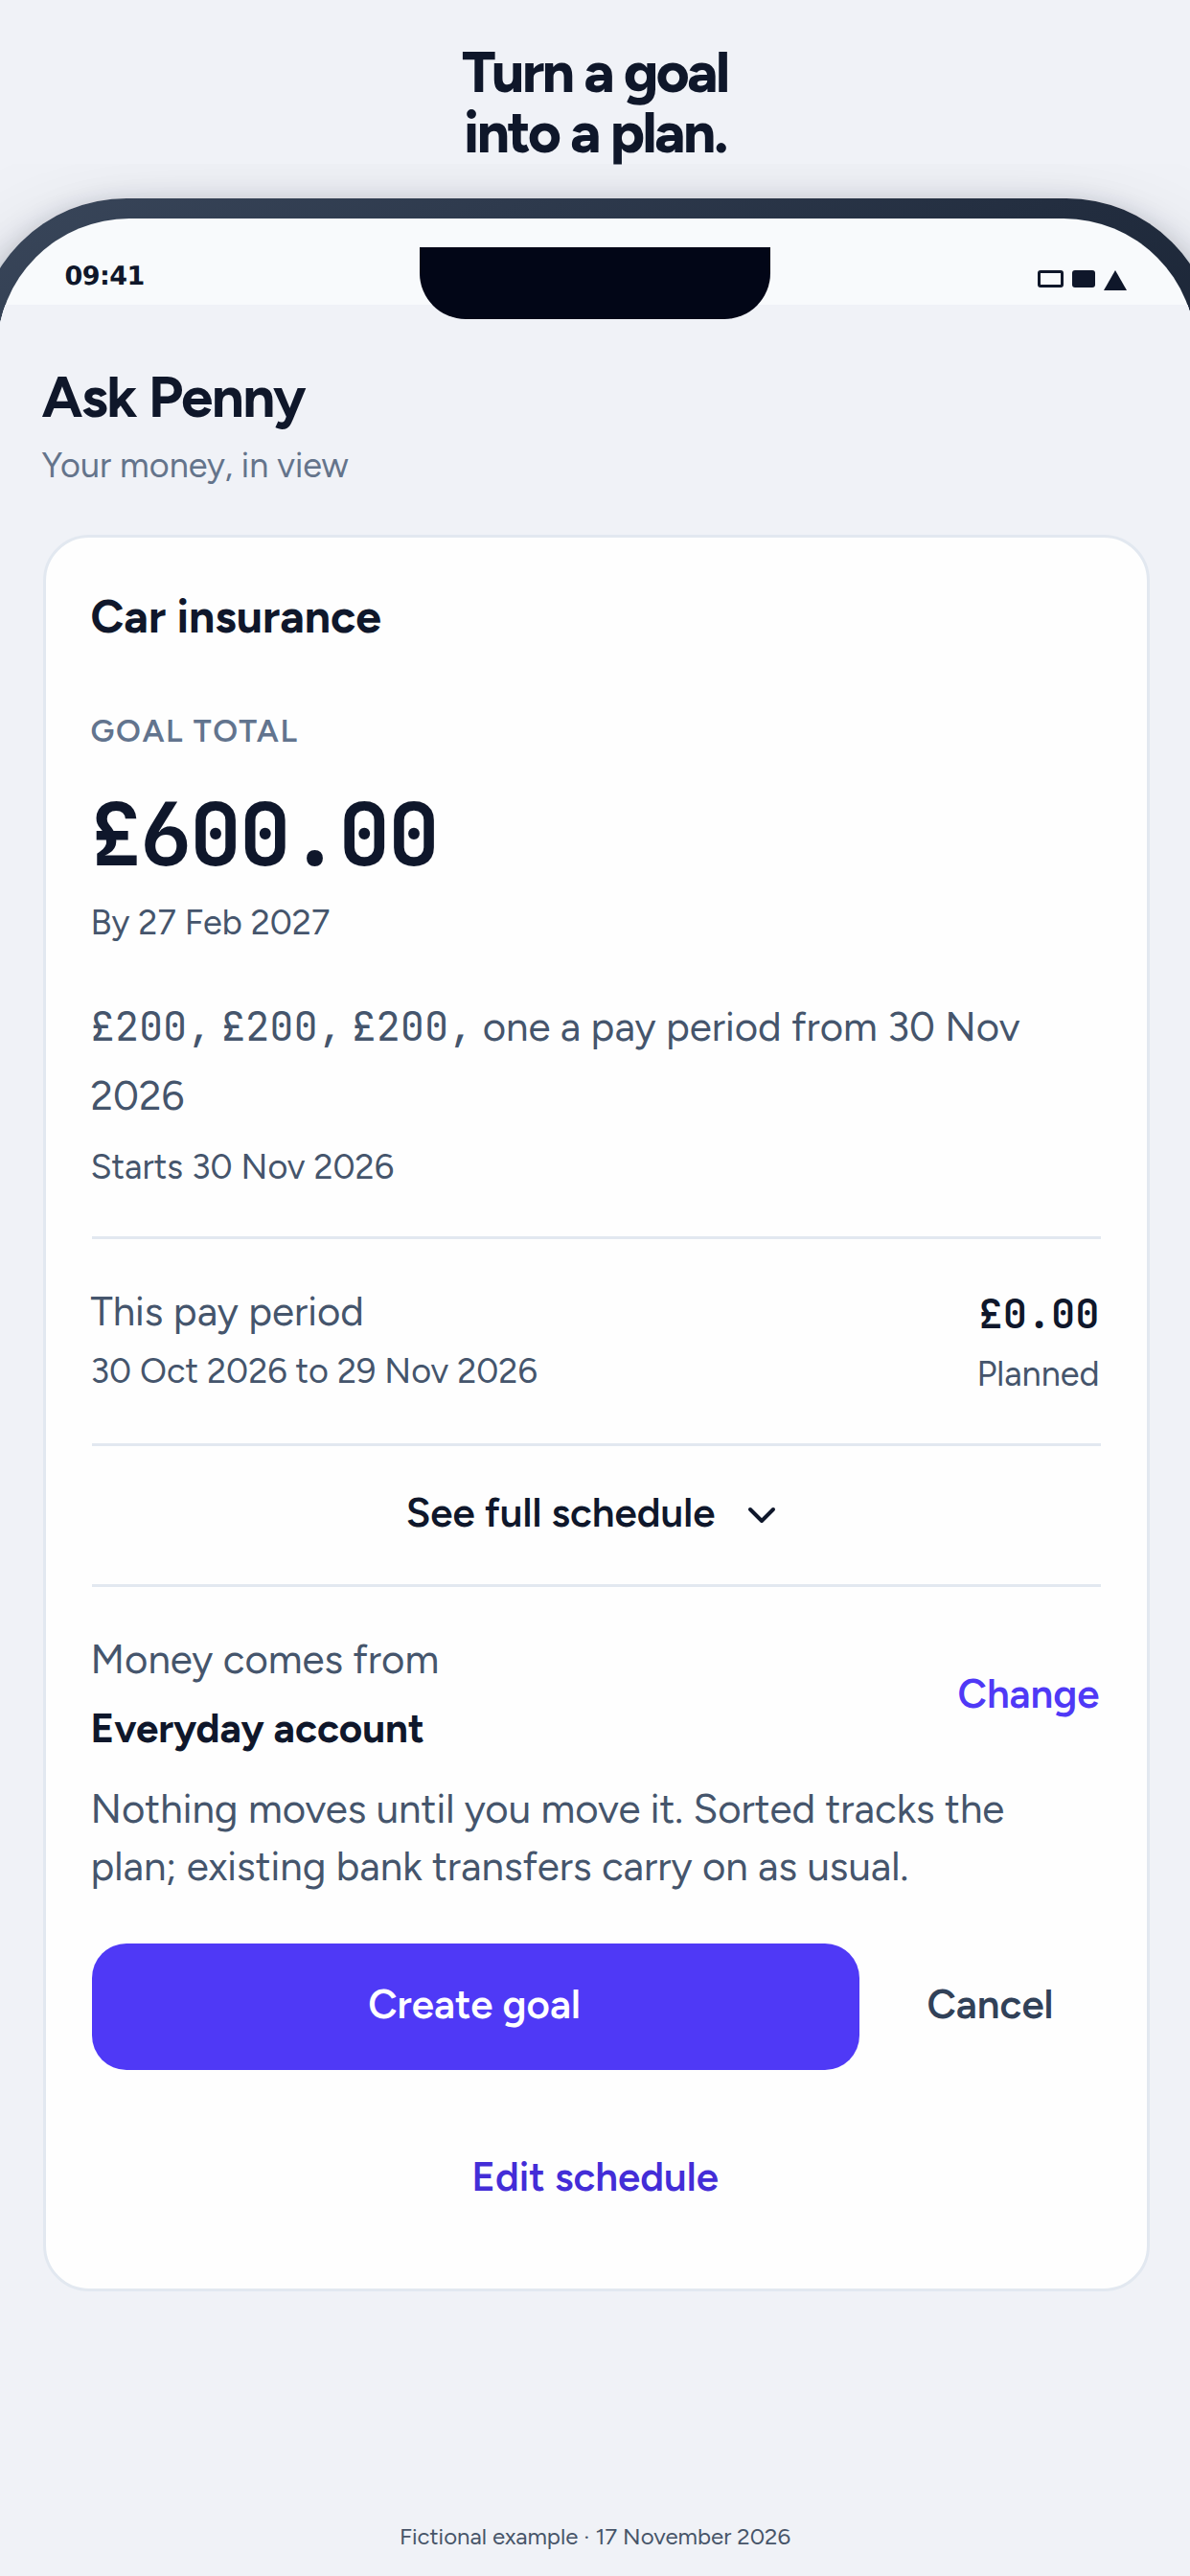 Turn a goal
into a plan.
09:41
Ask Penny
Your money, in view
Car insurance
GOAL TOTAL
£600.00
By 27 Feb 2027
£200, £200, £200, one a pay period from 30 Nov
2026
Starts 30 Nov 2026
This pay period
£0.00
30 Oct 2026 to 29 Nov 2026
Planned
See full schedule
Money comes from
Change
Everyday account
Nothing moves until you move it. Sorted tracks the
plan; existing bank transfers carry on as usual.
Create goal
Cancel
Edit schedule
Fictional example · 17 November 2026